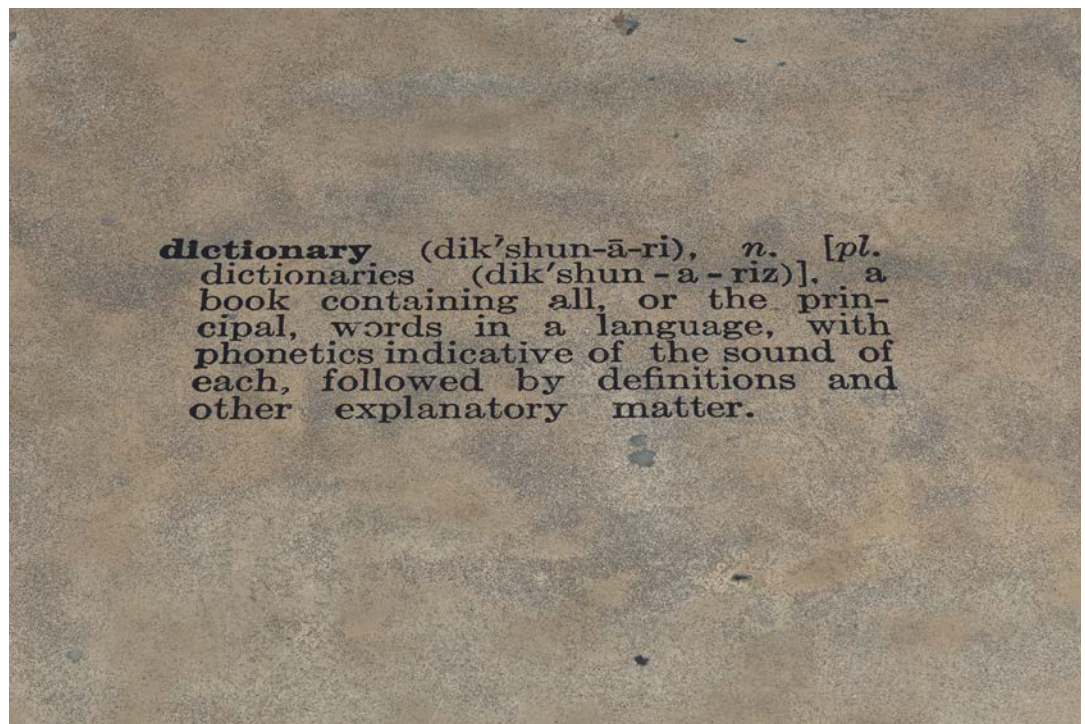 dictionary (dik′shun-ā-ri), n. [pl.
dictionaries (dik′shun - a - riz)], a
book containing all, or the prin-
cipal, words in a language, with
phonetics indicative of the sound of
each, followed by definitions and
other explanatory matter.